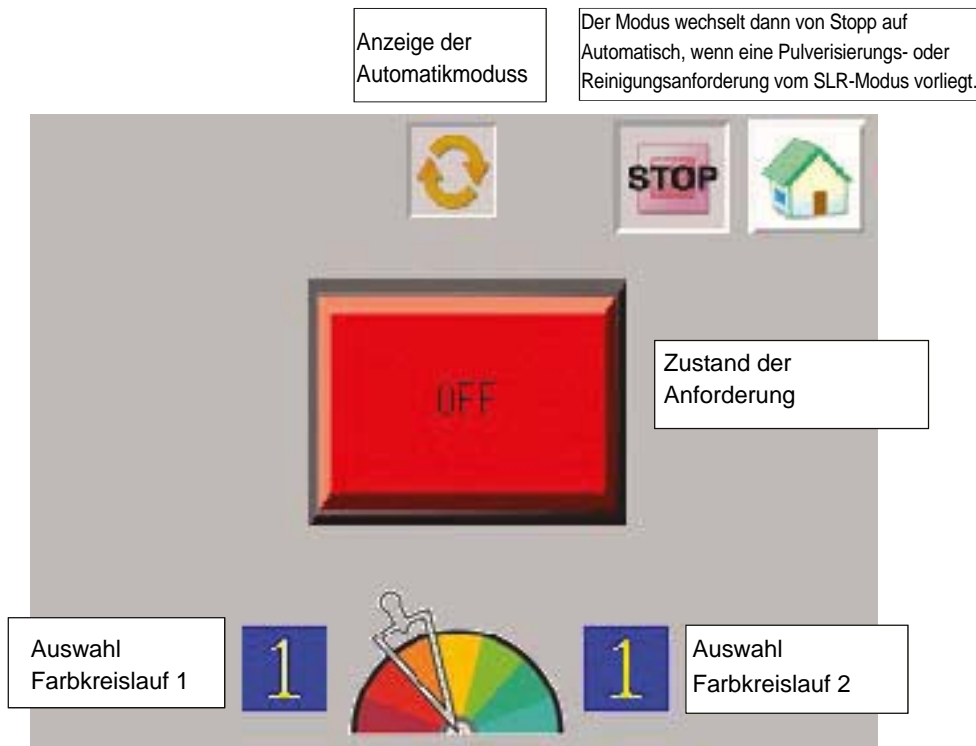 Anzeige der
Automatikmoduss
Der Modus wechselt dann von Stopp auf
Automatisch, wenn eine Pulverisierungs- oder
Reinigungsanforderung vom SLR-Modus vorliegt.
STOP
OFF
Zustand der
Anforderung
Auswahl
Farbkreislauf 1
1
1
Auswahl
Farbkreislauf 2